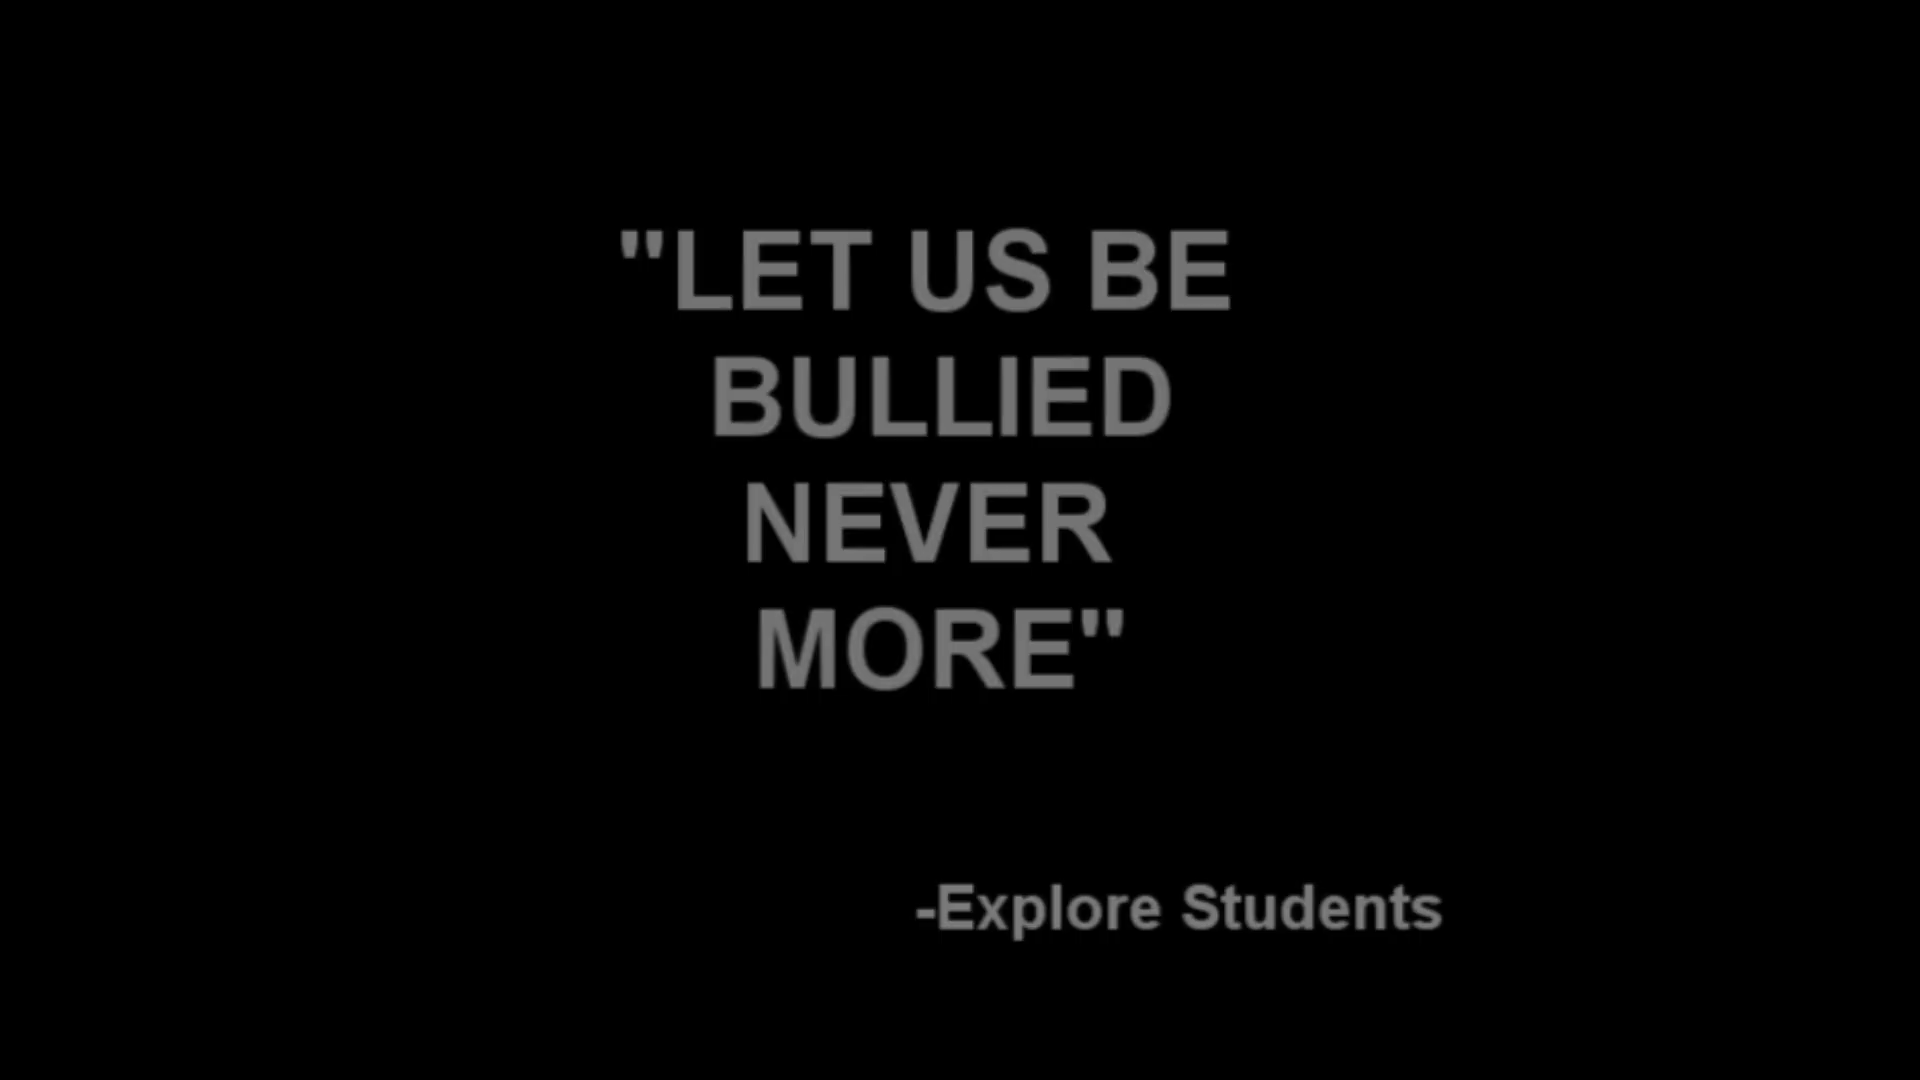 "LET US BE
BULLIED
NEVER
MORE"
-Explore Students